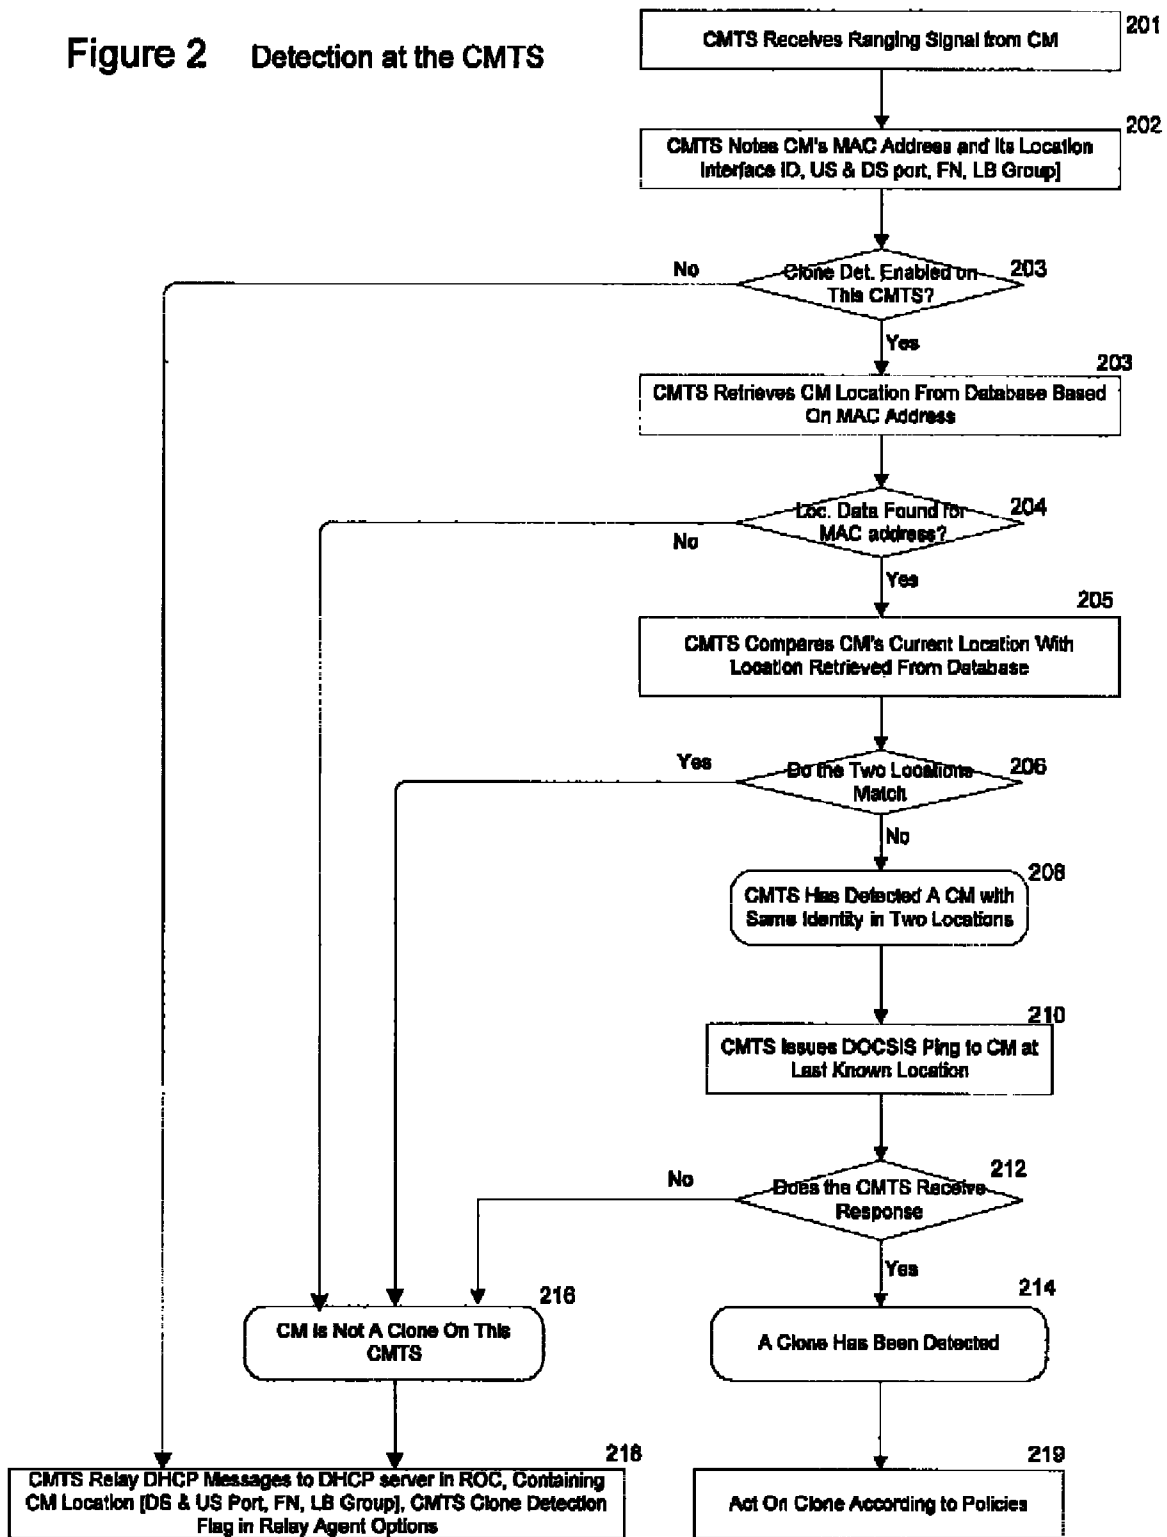 Figure 2 Detection at the CMTS
201
CMTS Receives Ranging Signal from CM
202
CMTS Notes CM's MAC Address and Its Location
Interface ID, US & DS port, FN, LB Group]
No
Clone Det. Enabled on
This CMTS?
203
Yes
203
CMTS Retrieves CM Location From Database Based
On MAC Address
Loc. Data Found for
MAC address?
204
No
Yes
205
CMTS Compares CM's Current Location With
Location Retrieved From Database
Yes
Do the Two Locations
Match
206
No
208
CMTS Has Detected A CM with
Same Identity in Two Locations
210
CMTS Issues DOCSIS Ping to CM at
Last Known Location
No
Does the CMTS Receive
Response
212
Yes
216
CM Is Not A Clone On This
CMTS
214
A Clone Has Been Detected
218
CMTS Relay DHCP Messages to DHCP server in ROC, Containing
CM Location [DS & US Port, FN, LB Group], CMTS Clone Detection
Flag in Relay Agent Options
219
Act On Clone According to Policies